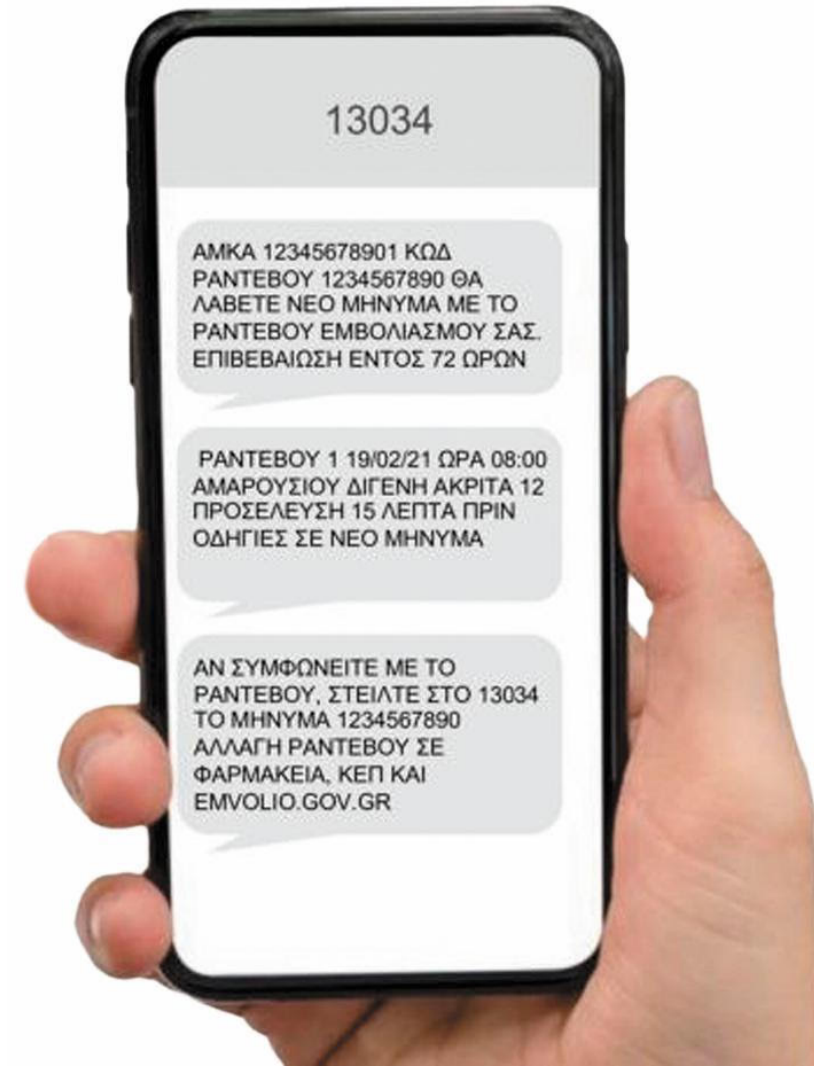 13034
ΑΜΚΑ 12345678901 ΚΩΔ
ΡΑΝΤΕΒΟΥ 1234567890 ΘΑ
ΛΑΒΕΤΕ ΝΕΟ ΜΗΝΥΜΑ ΜΕ ΤΟ
ΡΑΝΤΕΒΟΥ ΕΜΒΟΛΙΑΣΜΟΥ ΣΑΣ.
ΕΠΙΒΕΒΑΙΩΣΗ ΕΝΤΟΣ 72 ΩΡΩΝ
ΡΑΝΤΕΒΟΥ 1 19/02/21 ΩΡΑ 08:00
ΑΜΑΡΟΥΣΙΟΥ ΔΙΓΕΝΗ ΑΚΡΙΤΑ 12
ΠΡΟΣΕΛΕΥΣΗ 15 ΛΕΠΤΑ ΠΡΙΝ
ΟΔΗΓΙΕΣ ΣΕ ΝΕΟ ΜΗΝΥΜΑ
ΑΝ ΣΥΜΦΩΝΕΙΤΕ ΜΕ ΤΟ
ΡΑΝΤΕΒΟΥ, ΣΤΕΙΛΤΕ ΣΤΟ 13034
ΤΟ ΜΗΝΥΜΑ 1234567890
ΑΛΛΑΓΗ ΡΑΝΤΕΒΟΥ ΣΕ
ΦΑΡΜΑΚΕΙΑ, ΚΕΠ ΚΑΙ
EMVOLIO.GOV.GR